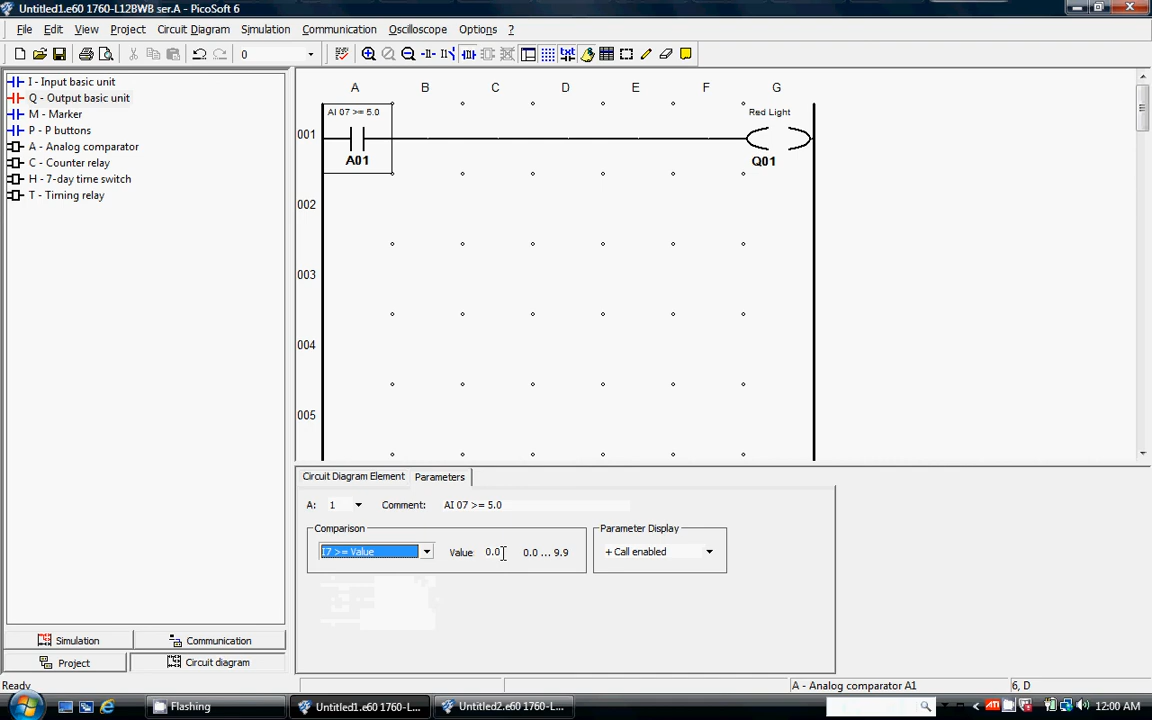 Untitled1.e60 1760-L12BWB ser.A - PicoSoft 6
File Edit View Project Circuit Diagram Simulation Communication Oscilloscope Options ?
0
I - Input basic unit
Q - Output basic unit
M - Marker
P - P buttons
A - Analog comparator
C - Counter relay
H - 7-day time switch
T - Timing relay
A B C D E F G
AI 07 >= 5.0 Red Light
001
A01 Q01
002
003
004
005
Circuit Diagram Element Parameters
A: 1 Comment: AI 07 >= 5.0
Comparison Parameter Display
I7 >= Value Value 0.0 0.0 ... 9.9 + Call enabled
Simulation Communication
Project Circuit diagram
Ready A - Analog comparator A1 6, D
Flashing Untitled1.e60 1760-L... Untitled2.e60 1760-L... 12:00 AM